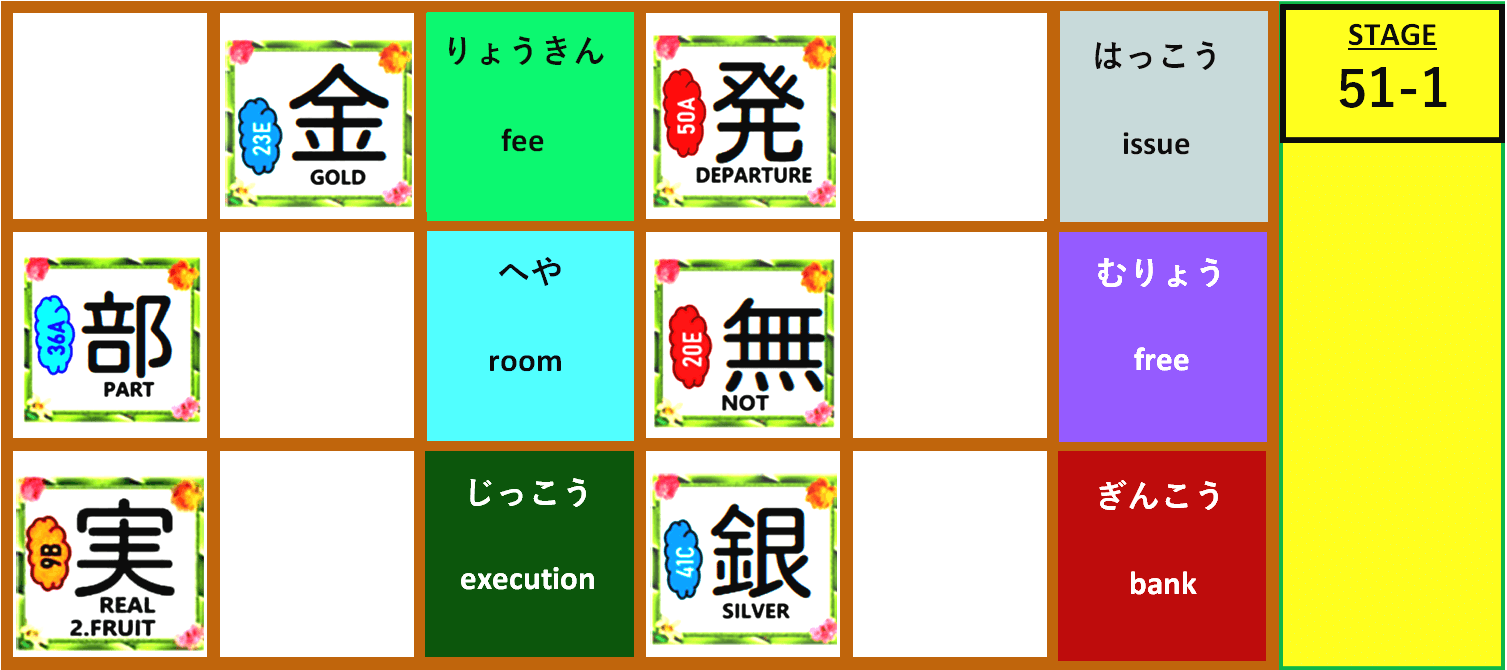 23E
金
GOLD
りょうきん
fee
50A
発
DEPARTURE
はっこう
issue
STAGE
51-1
36A
部
PART
へや
room
20E
無
NOT
むりょう
free
9B
実
REAL
2.FRUIT
じっこう
execution
41C
銀
SILVER
ぎんこう
bank